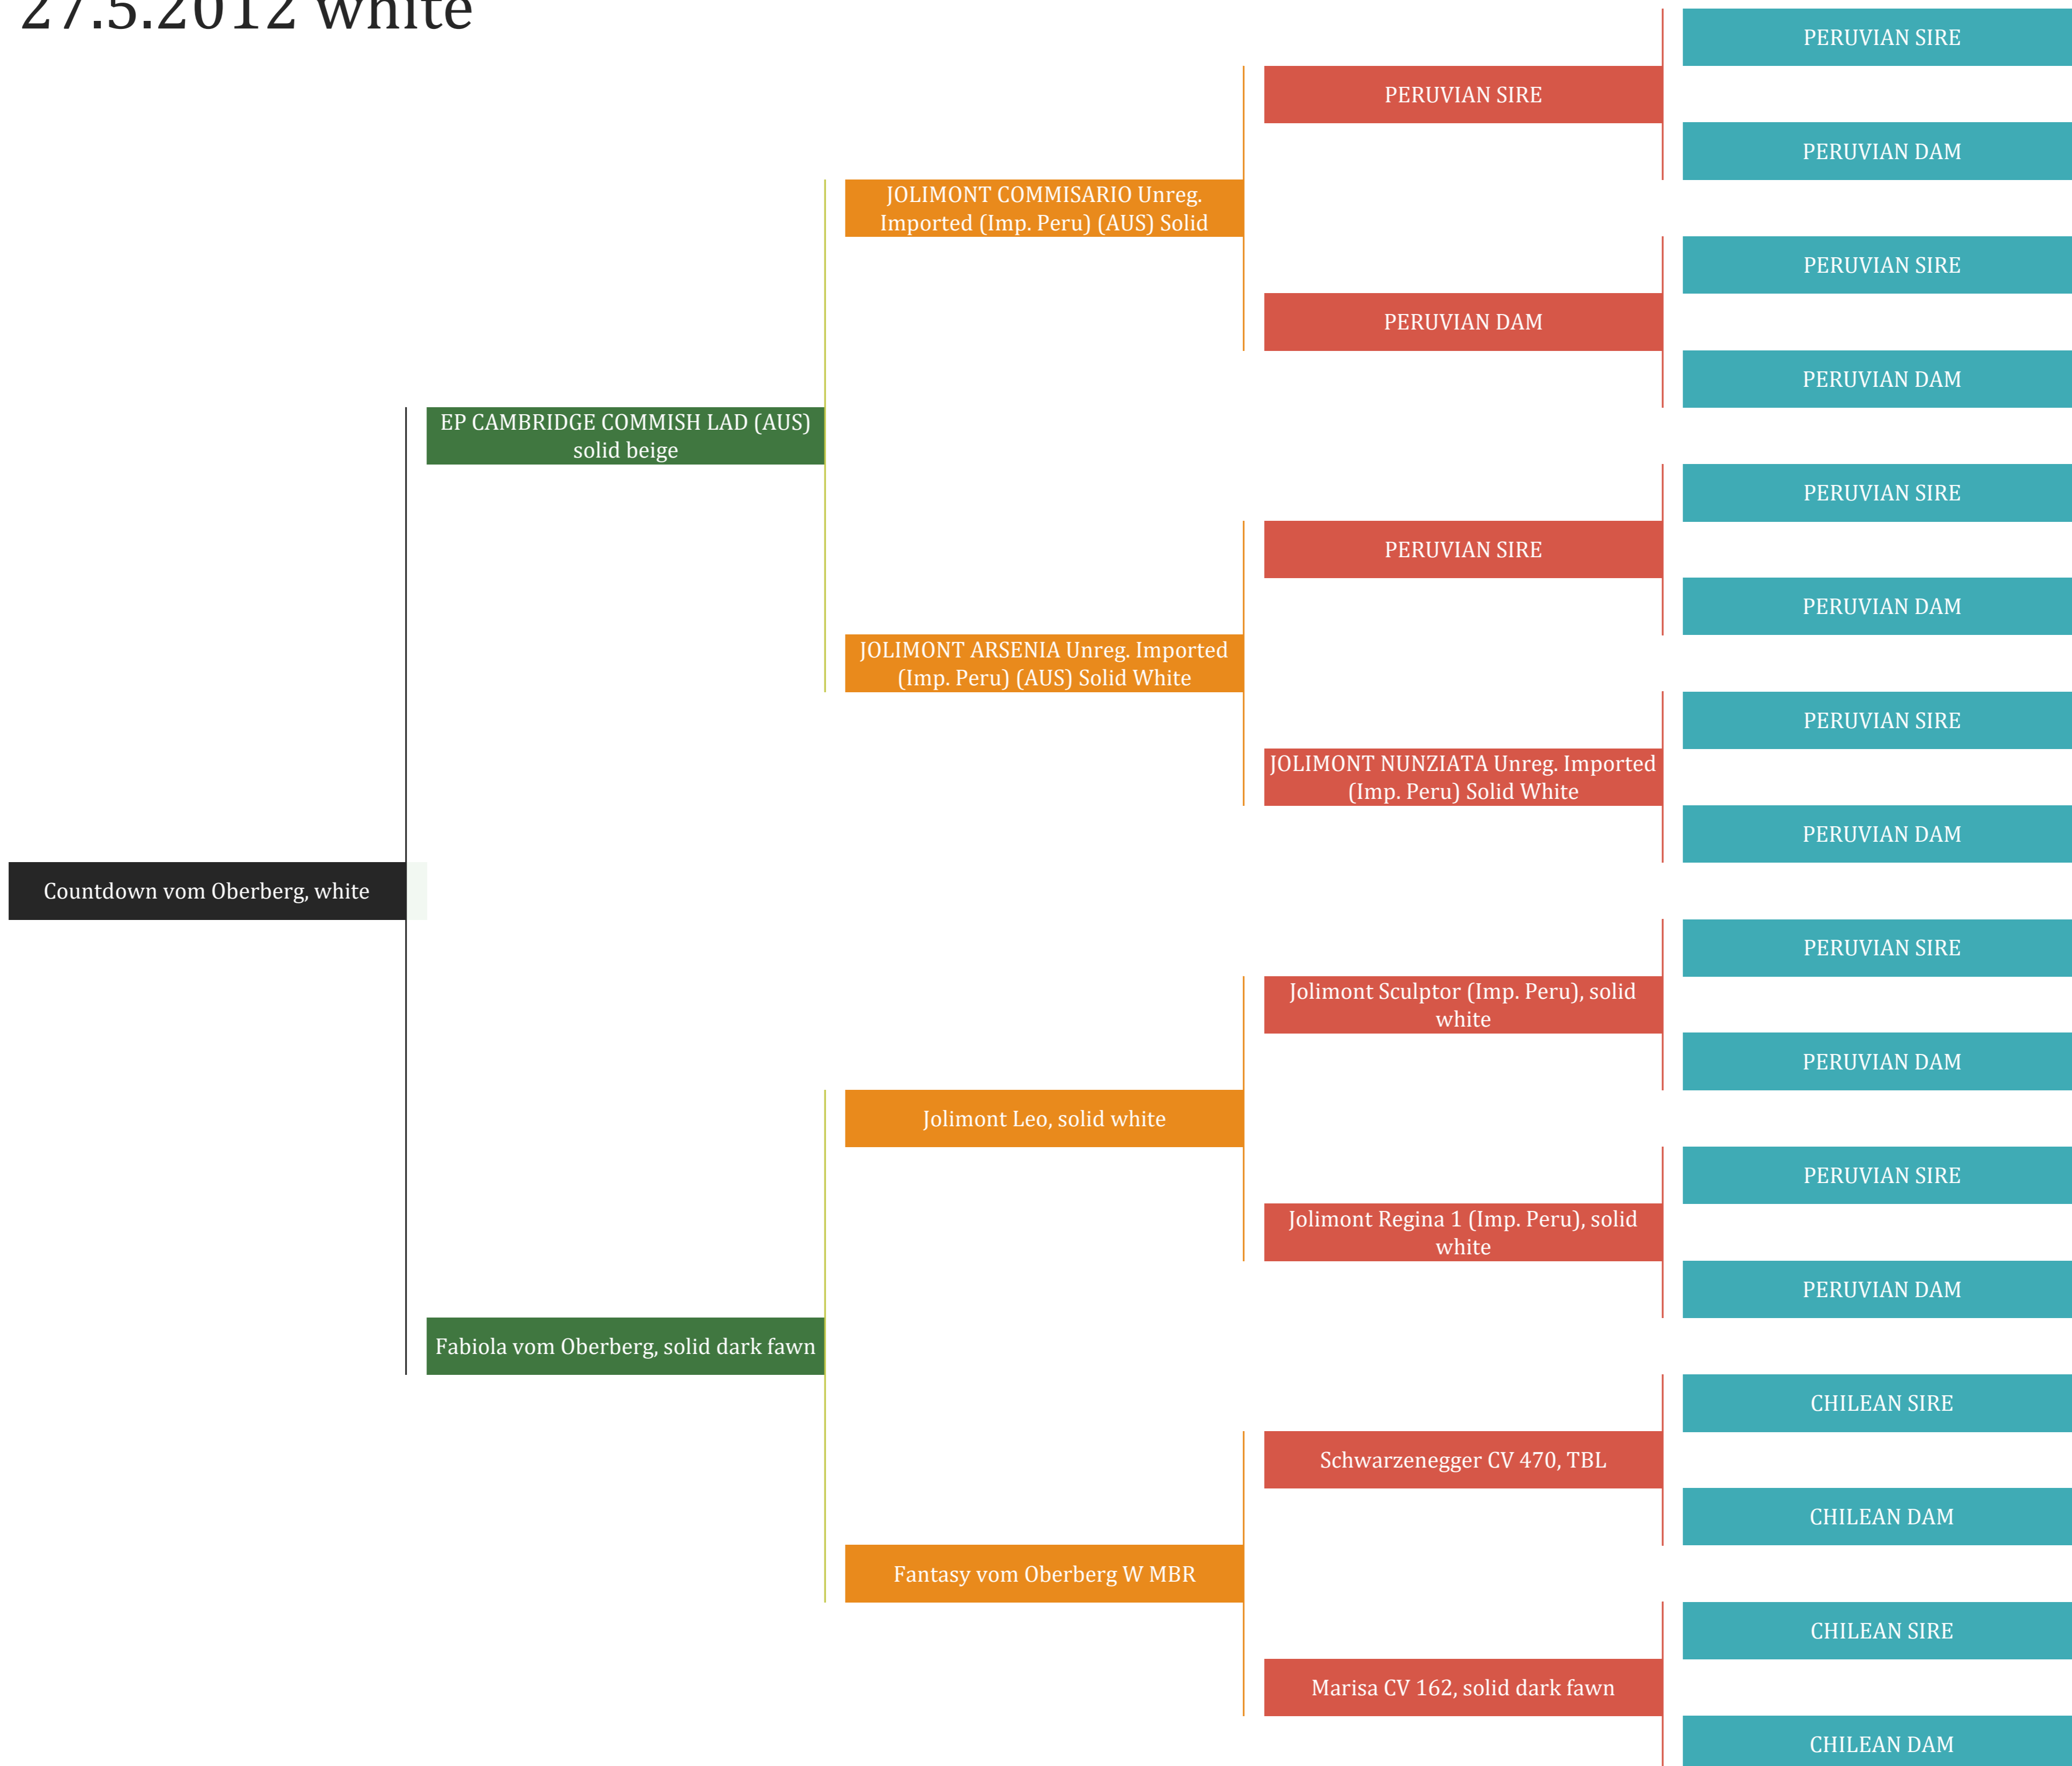 27.5.2012 white
PERUVIAN SIRE
PERUVIAN SIRE
PERUVIAN DAM
JOLIMONT COMMISARIO Unreg.
Imported (Imp. Peru) (AUS) Solid
PERUVIAN SIRE
PERUVIAN DAM
PERUVIAN DAM
EP CAMBRIDGE COMMISH LAD (AUS)
solid beige
PERUVIAN SIRE
PERUVIAN SIRE
PERUVIAN DAM
JOLIMONT ARSENIA Unreg. Imported
(Imp. Peru) (AUS) Solid White
PERUVIAN SIRE
JOLIMONT NUNZIATA Unreg. Imported
(Imp. Peru) Solid White
PERUVIAN DAM
Countdown vom Oberberg, white
PERUVIAN SIRE
Jolimont Sculptor (Imp. Peru), solid
white
PERUVIAN DAM
Jolimont Leo, solid white
PERUVIAN SIRE
Jolimont Regina 1 (Imp. Peru), solid
white
PERUVIAN DAM
Fabiola vom Oberberg, solid dark fawn
CHILEAN SIRE
Schwarzenegger CV 470, TBL
CHILEAN DAM
Fantasy vom Oberberg W MBR
CHILEAN SIRE
Marisa CV 162, solid dark fawn
CHILEAN DAM